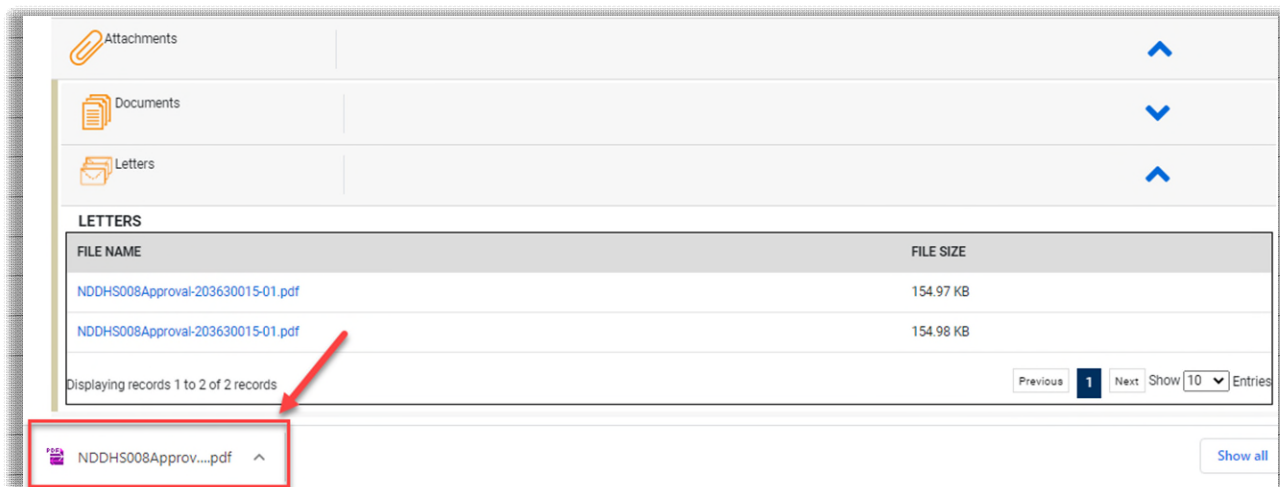 Attachments
Documents
Letters
LETTERS
FILE NAME FILE SIZE
NDDHS008Approval-203630015-01.pdf 154.97 KB
NDDHS008Approval-203630015-01.pdf 154.98 KB
Displaying records 1 to 2 of 2 records Previous 1 Next Show 10 Entries
PDF NDDHS008Approv....pdf Show all